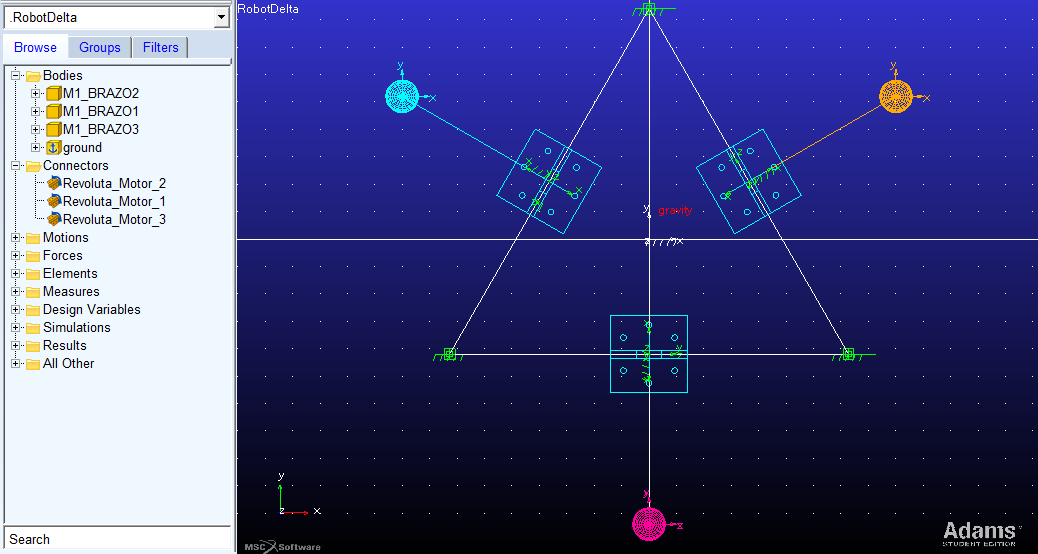 .RobotDelta
Browse Groups Filters
Bodies
M1_BRAZO2
M1_BRAZO1
M1_BRAZO3
ground
Connectors
Revoluta_Motor_2
Revoluta_Motor_1
Revoluta_Motor_3
Motions
Forces
Elements
Measures
Design Variables
Simulations
Results
All Other
Search
RobotDelta
y
x
y
x
y
gravity
z
x
x
y
z
x
MSC Software
Adams
STUDENT EDITION